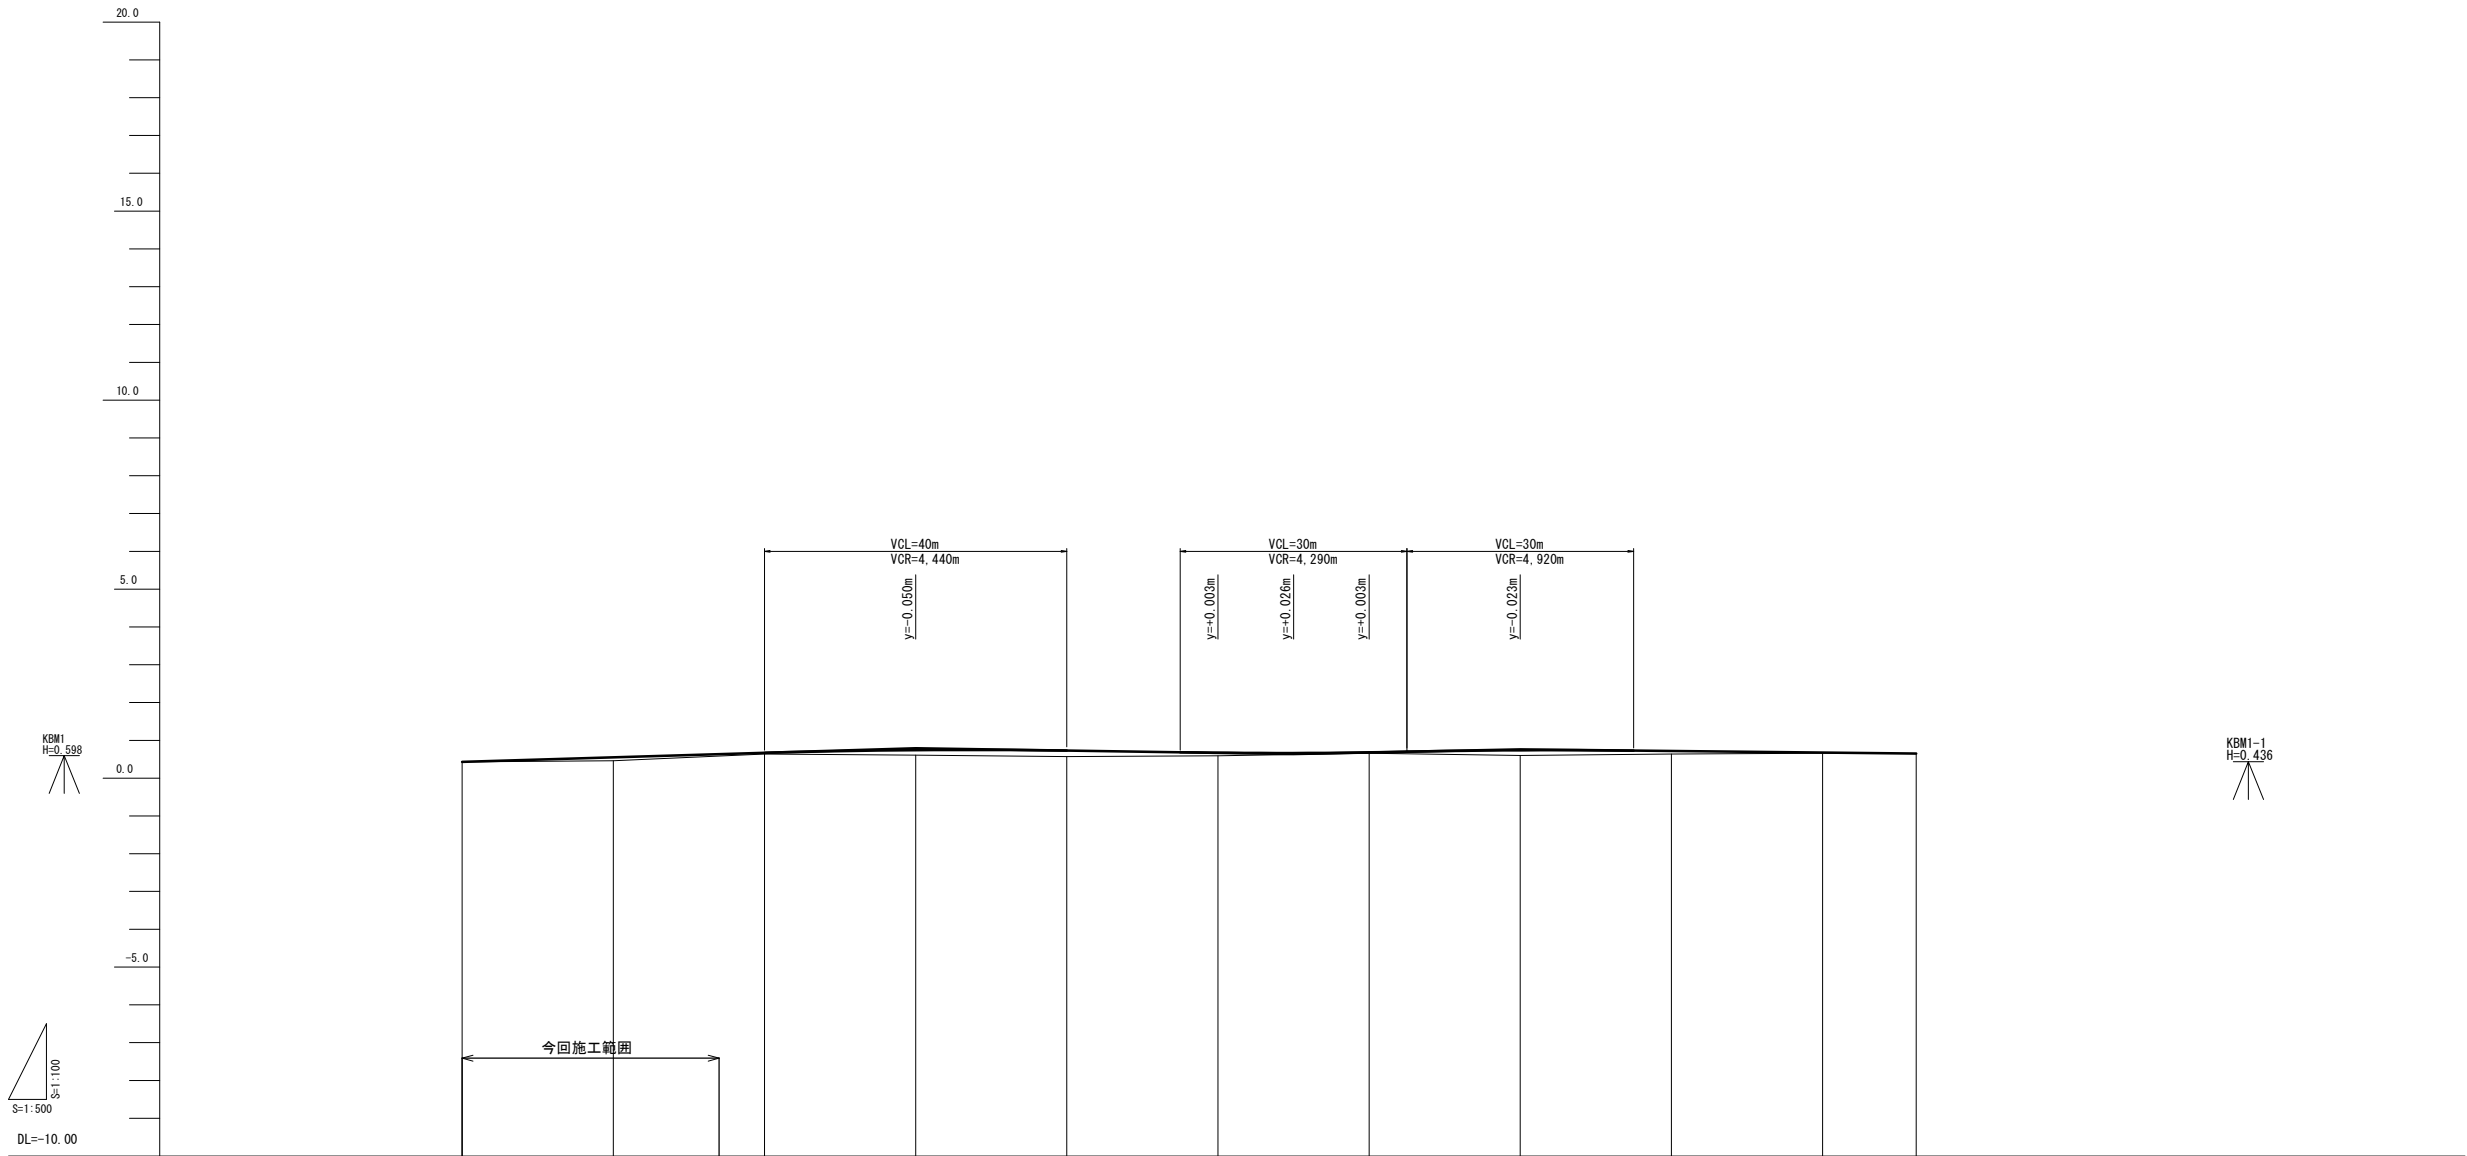 20.0
15.0
10.0
VCL=40m
VCR=4,440m
VCL=30m
VCR=4,290m
VCL=30m
VCR=4,920m
5.0
y=-0.050m
y=+0.003m
y=+0.026m
y=+0.003m
y=-0.023m
KBM1
H=0.598
KBM1-1
H=0.436
0.0
-5.0
今回施工範囲
S=1:100
S=1:500
DL=-10.00